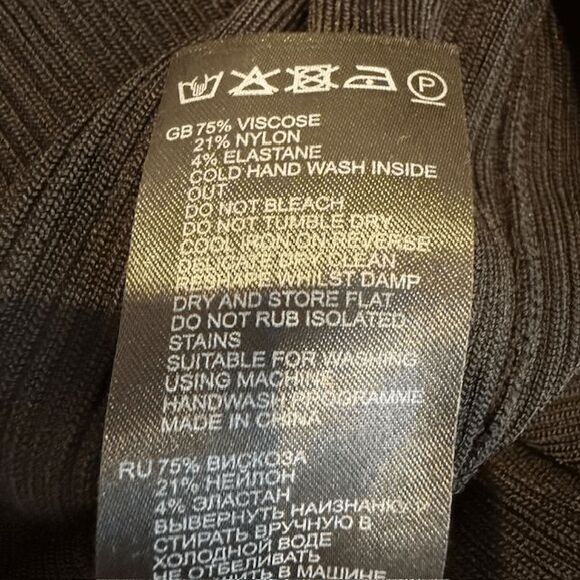 P
GB 75% VISCOSE
21% NYLON
4% ELASTANE
COLD HAND WASH INSIDE
OUT
DO NOT BLEACH
DO NOT TUMBLE DRY
COOL IRON ON REVERSE
CLEAN
RESHAPE WHILST DAMP
DRY AND STORE FLAT
DO NOT RUB ISOLATED
STAINS
SUITABLE FOR WASHING
USING MACHINE
HANDWASH PROGRAMME
MADE IN CHINA
RU 75% ВИСКОЗА
21% НЕЙЛОН
4% ЭЛАСТАН
ВЫВЕРНУТЬ НАИЗНАНКУ
СТИРАТЬ ВРУЧНУЮ В
ХОЛОДНОЙ ВОДЕ
НЕ ОТБЕЛИВАТЬ
В МАШИНЕ